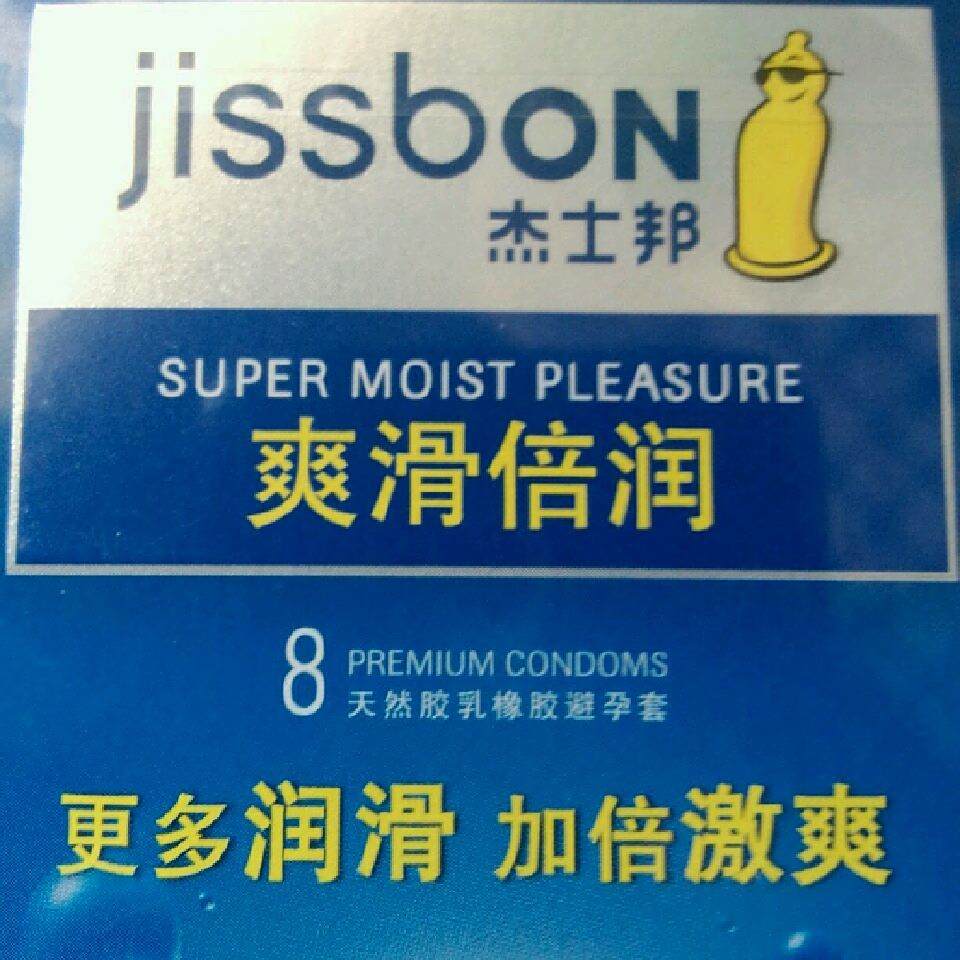 jissbON
杰士邦
SUPER MOIST PLEASURE
爽滑倍润
8 PREMIUM CONDOMS
天然胶乳橡胶避孕套
更多润滑 加倍激爽